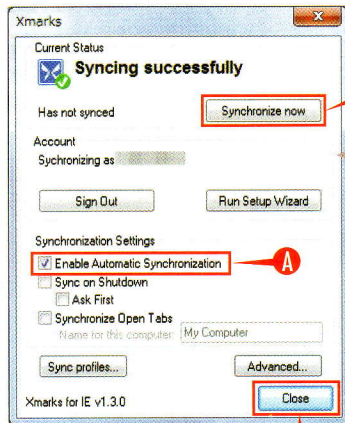 Xmarks
Current Status
Syncing successfully
Has not synced
Synchronize now
Account
Sychronizing as
Sign Out
Run Setup Wizard
Synchronization Settings
Enable Automatic Synchronization
A
Sync on Shutdown
Ask First
Synchronize Open Tabs
Name for this computer:
My Computer
Sync profiles...
Advanced...
Xmarks for IE v1.3.0
Close